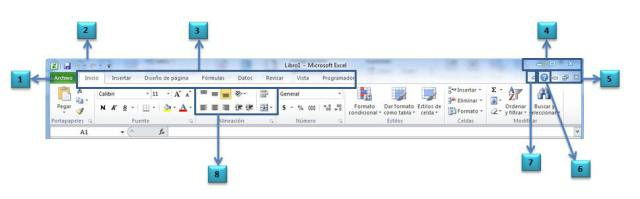 2
3
4
Libro1 - Microsoft Excel
1
Archivo Inicio Insertar Diseño de página Fórmulas Datos Revisar Vista Programador
5
Calibri 11 A A General Insertar Σ
Pegar N K S $ % 000 Formato condicional Dar formato como tabla Estilos de celda Eliminar Formato Ordenar y filtrar Buscar y seleccionar
Portapapeles Fuente Alineación Número Estilos Celdas Modificar
A1 fx
7
6
8